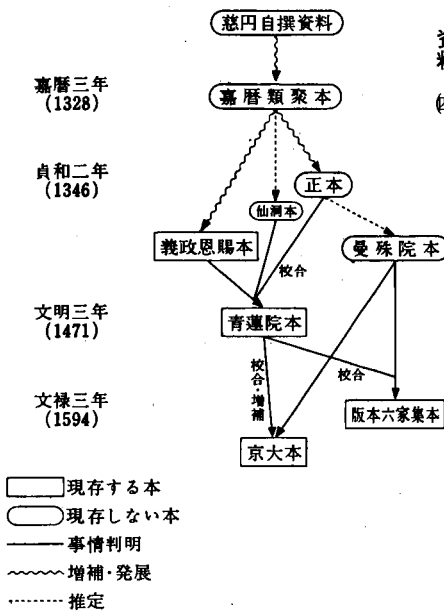 慈円自撰資料
嘉暦三年
(1328)
嘉暦類聚本
貞和二年
(1346)
正本
仙洞本
義政恩賜本
校合
曼殊院本
文明三年
(1471)
青蓮院本
校合・増補
校合
文禄三年
(1594)
版本六家集本
京大本
現存する本
現存しない本
事情判明
増補・発展
推定